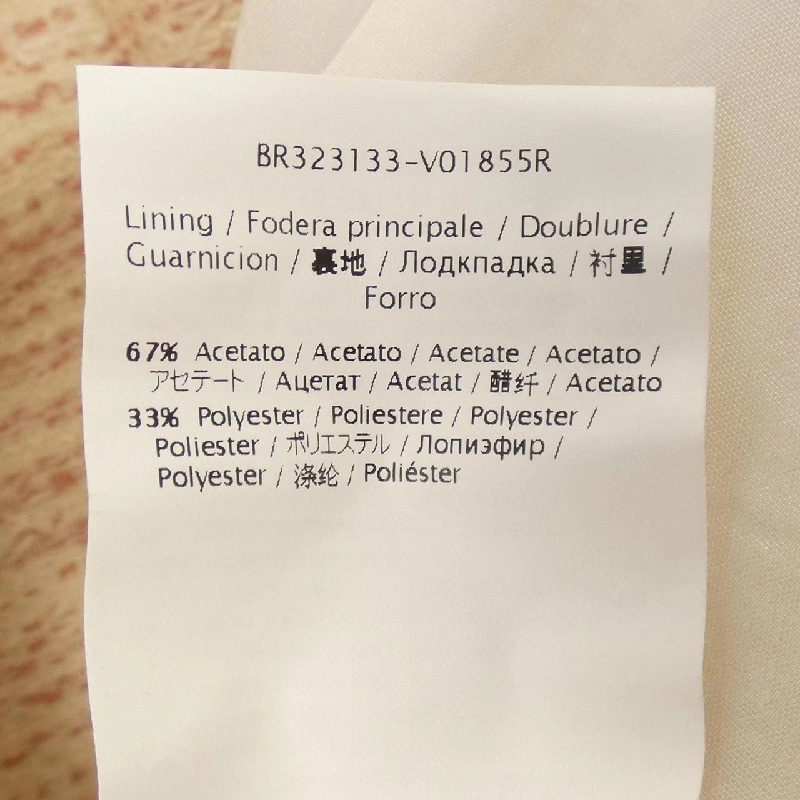 BR323133-V01855R
Lining / Fodera principale / Doublure /
Guarnicion / 裏地 / Лодкпадка / 衬里 /
Forro
67% Acetato / Acetato / Acetate / Acetato /
アセテート / Ацетат / Acetat / 醋纤 / Acetato
33% Polyester / Poliestere / Polyester /
Poliester / ポリエステル / Лопиэфир /
Polyester / 涤纶 / Poliéster